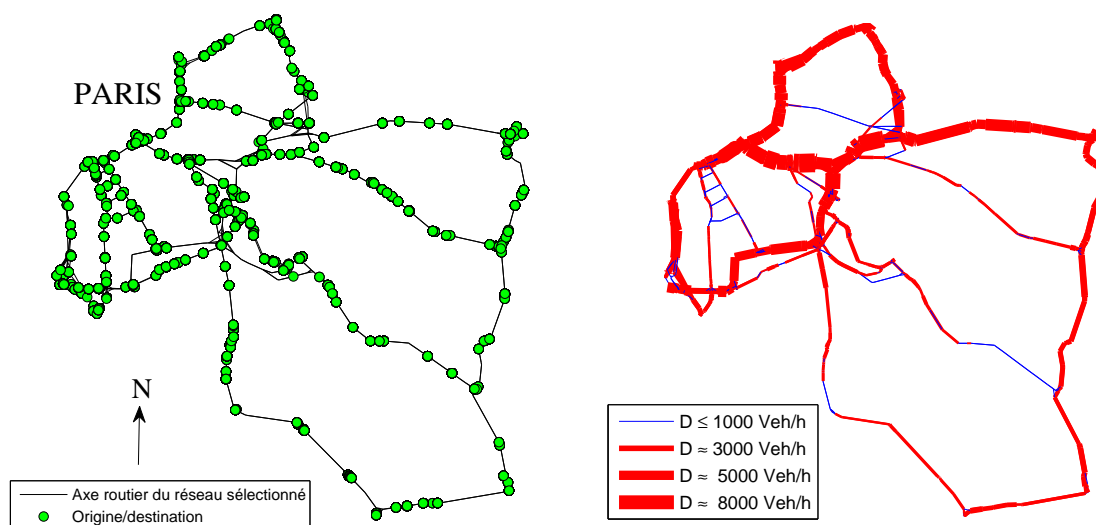 PARIS
N
Axe routier du réseau sélectionné
Origine/destination
D ≤ 1000 Veh/h
D ≈ 3000 Veh/h
D ≈ 5000 Veh/h
D ≈ 8000 Veh/h